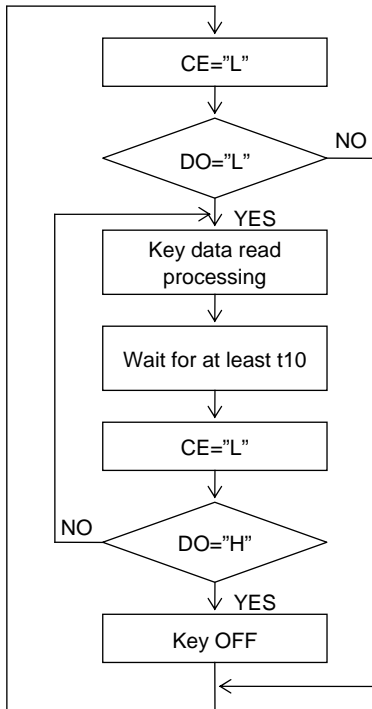 CE=”L”
DO=”L”
NO
YES
Key data read
processing
Wait for at least t10
CE=”L”
DO=”H”
NO
YES
Key OFF